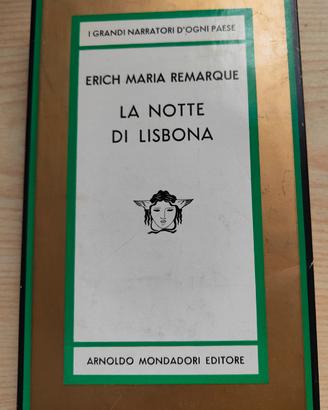 I GRANDI NARRATORI D'OGNI PAESE
ERICH MARIA REMARQUE
LA NOTTE
DI LISBONA
ARNOLDO MONDADORI EDITORE